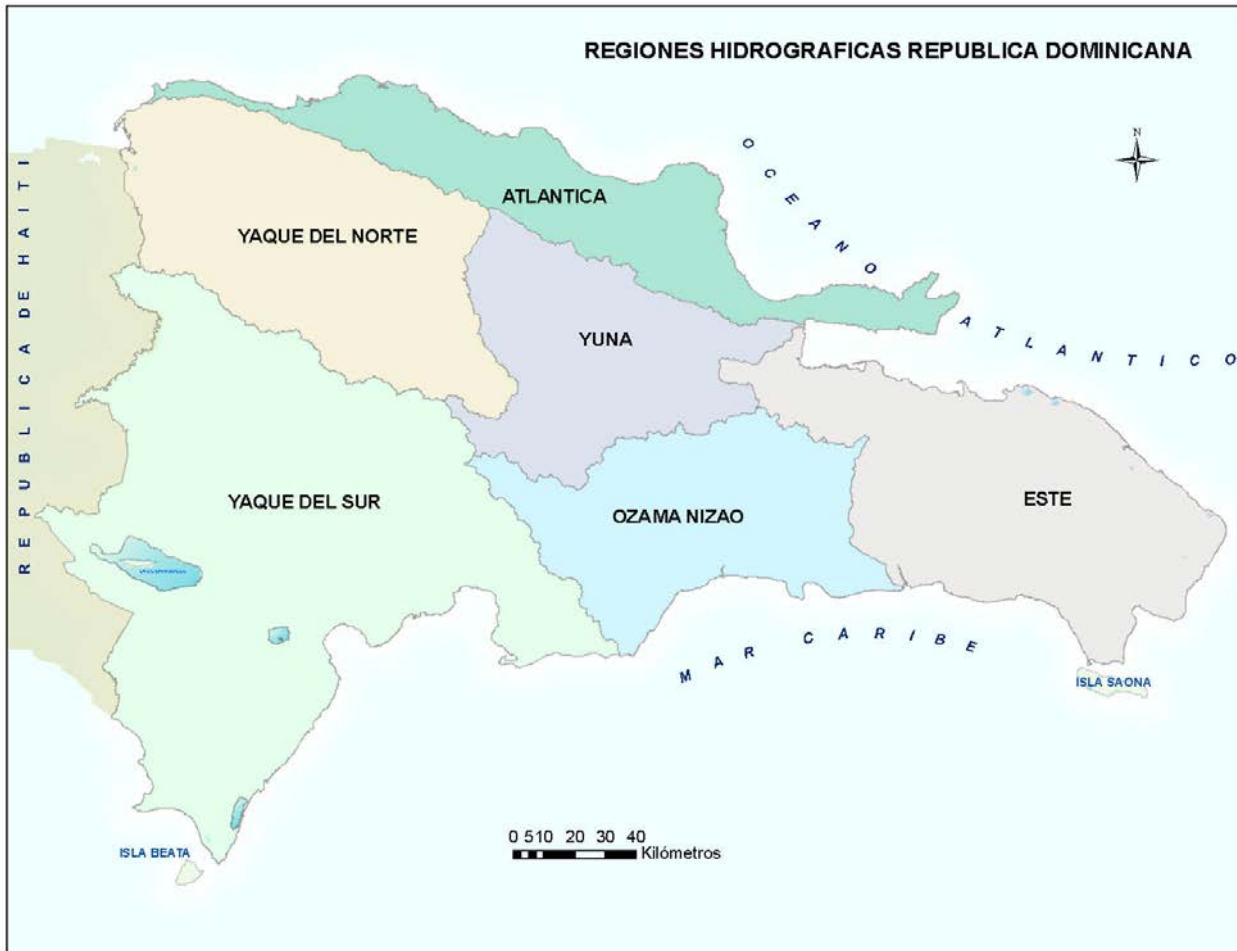 REGIONES HIDROGRAFICAS REPUBLICA DOMINICANA
N
OCEANO
ATLANTICO
REPUBLICA DE HAITI
ATLANTICA
YAQUE DEL NORTE
YUNA
YAQUE DEL SUR
OZAMA NIZAO
ESTE
MAR CARIBE
ISLA SAONA
ISLA BEATA
0 5 10 20 30 40
Kilómetros